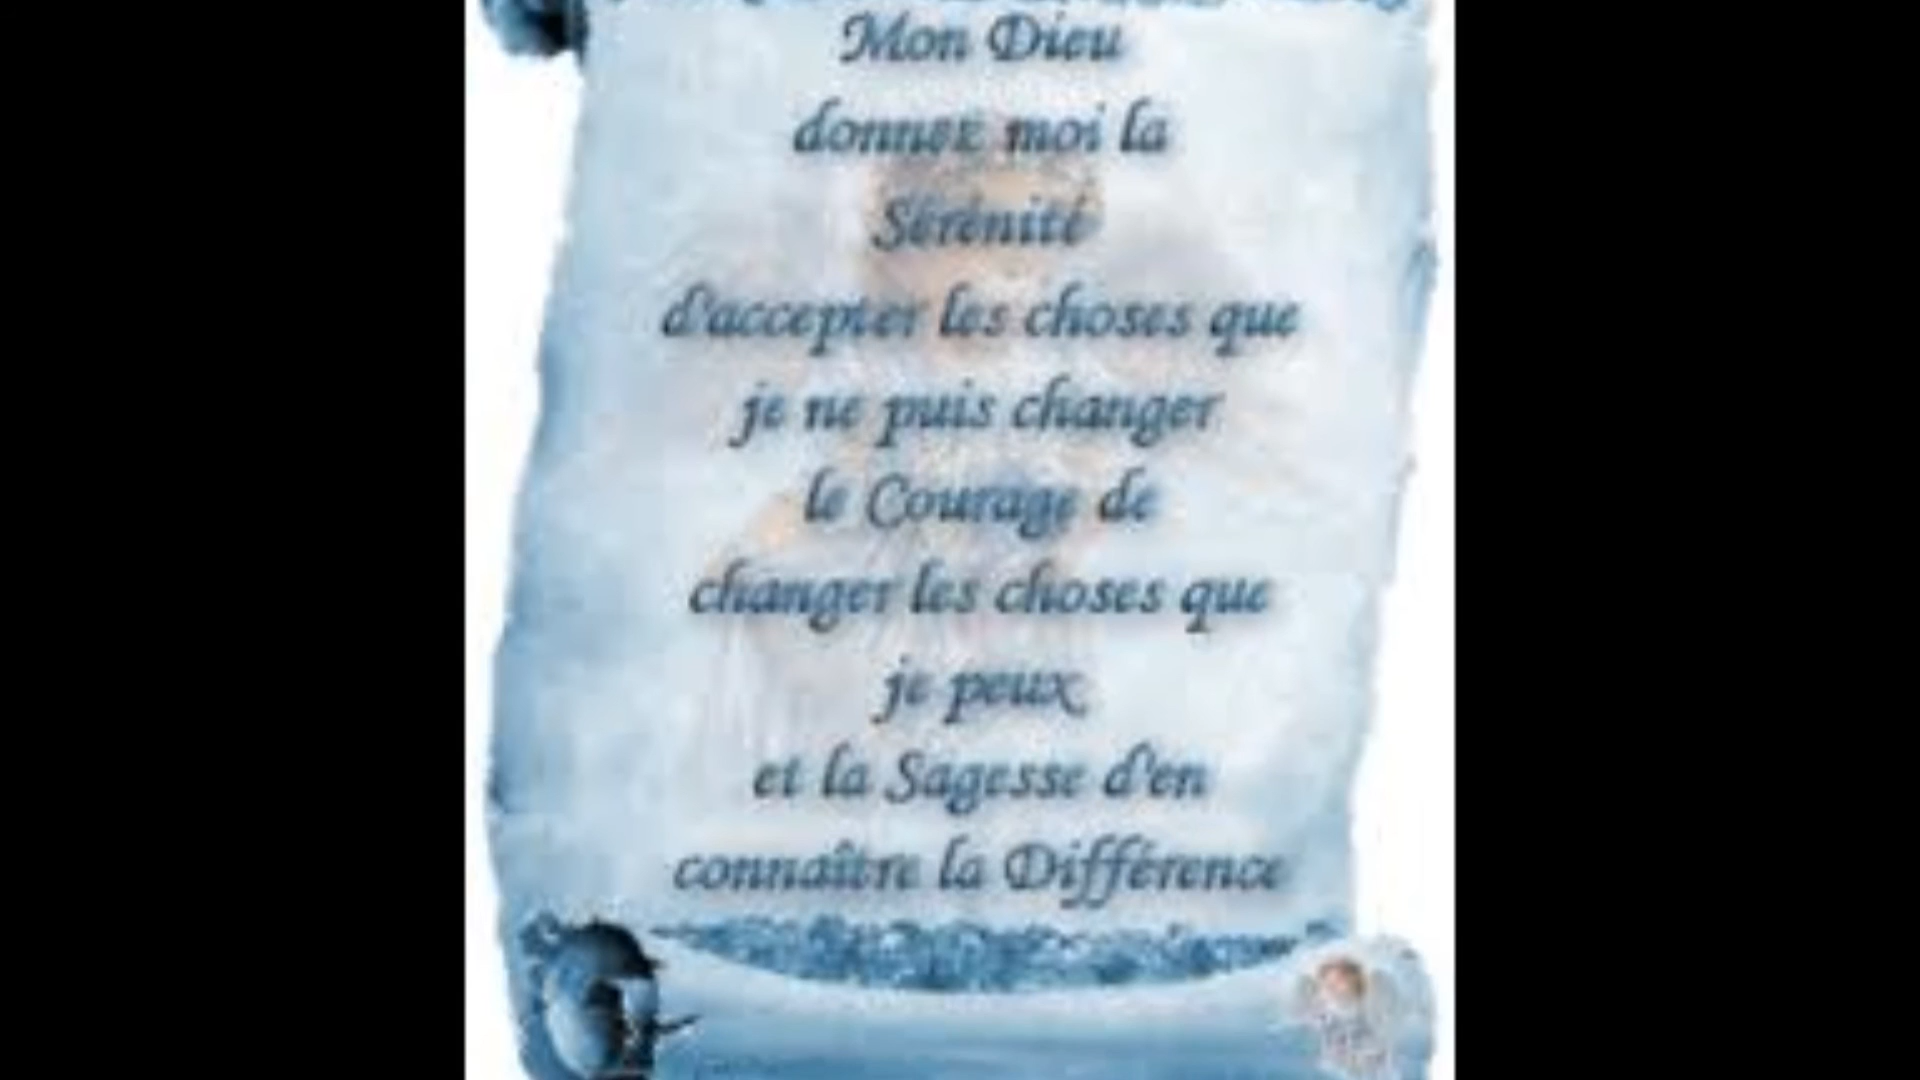 Mon Dieu
donnez moi la
Sérénité
d'accepter les choses que
je ne puis changer
le Courage de
changer les choses que
je peux
et la Sagesse d'en
connaître la Différence